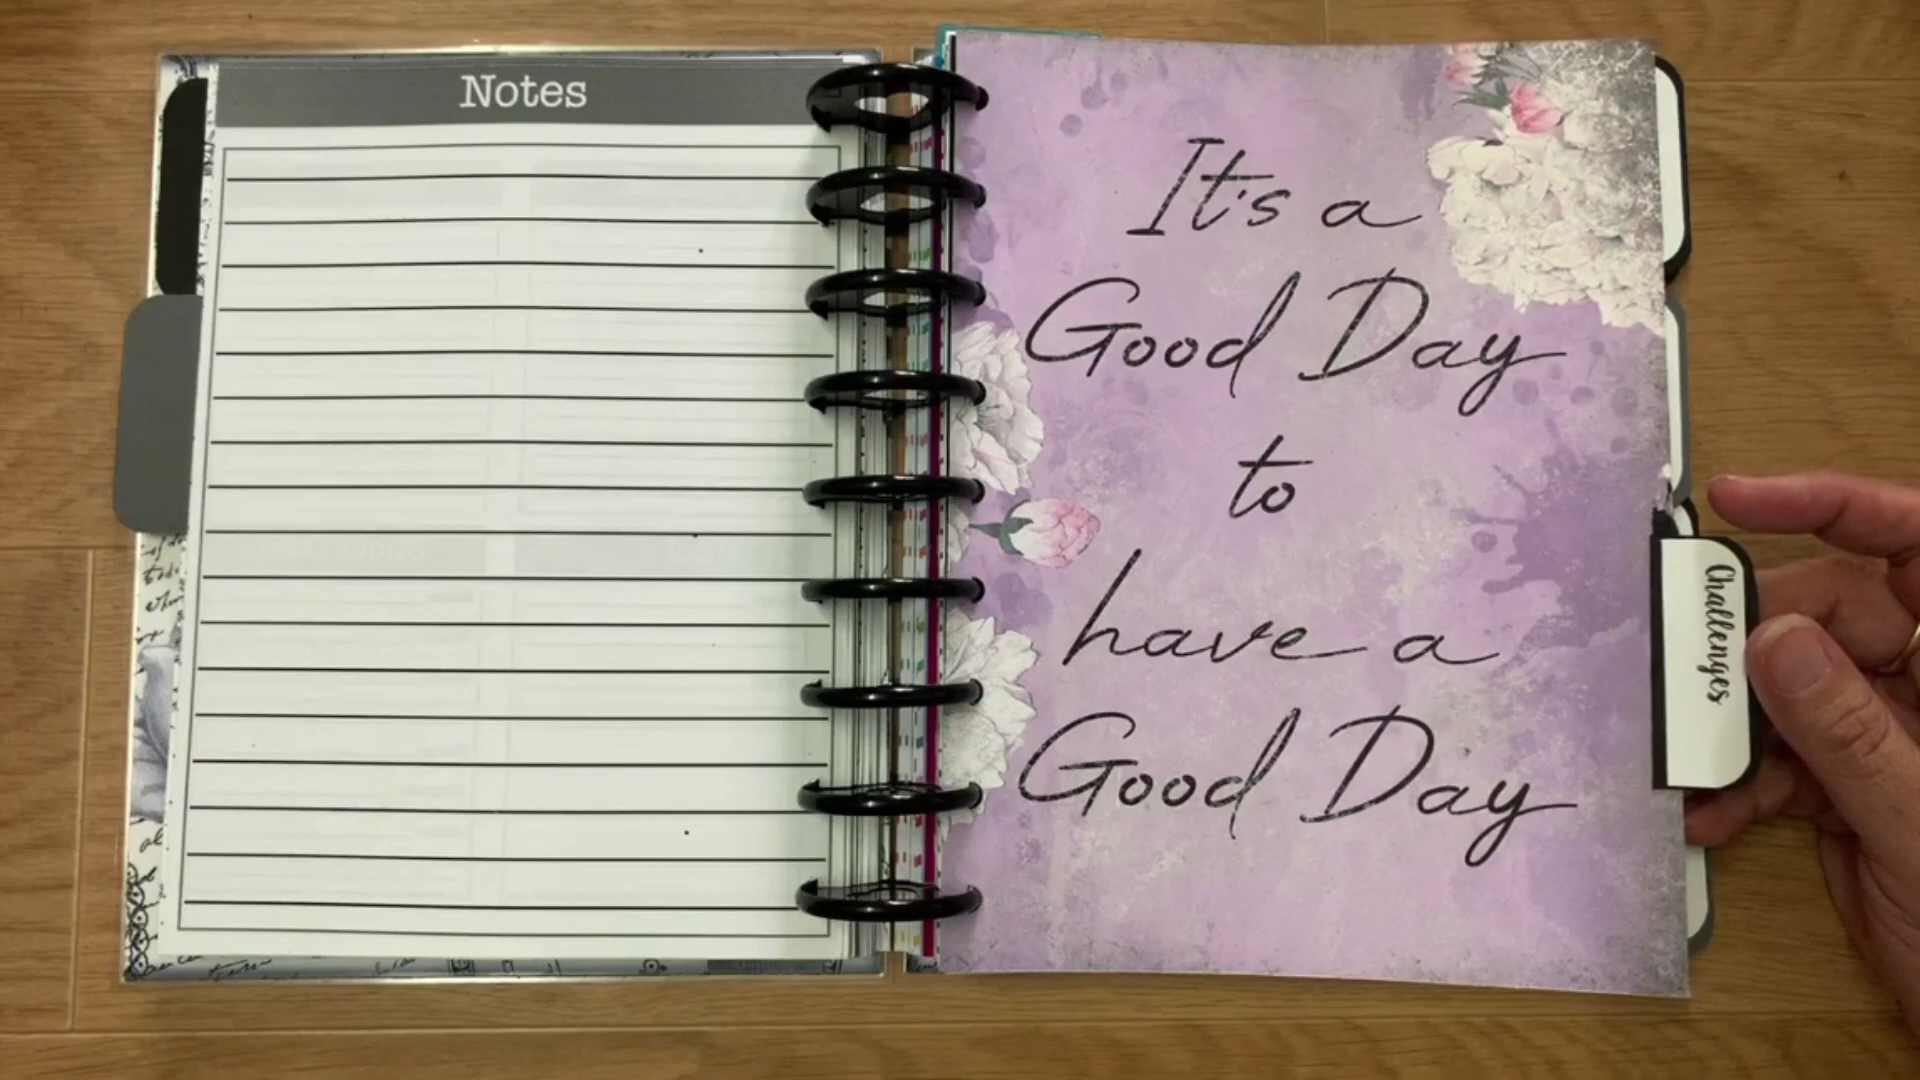 Notes
It's a
Good Day
to
have a
Good Day
Challenges